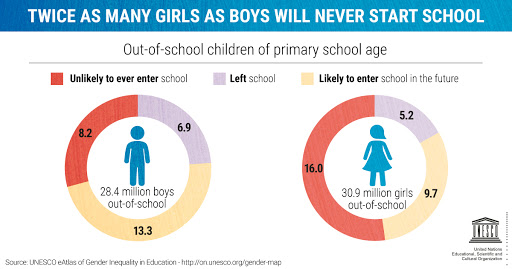 TWICE AS MANY GIRLS AS BOYS WILL NEVER START SCHOOL
Out-of-school children of primary school age
Unlikely to ever enter school
Left school
Likely to enter school in the future
8.2
6.9
28.4 million boys
out-of-school
13.3
5.2
16.0
9.7
30.9 million girls
out-of-school
United Nations
Educational, Scientific and
Cultural Organization
Source: UNESCO eAtlas of Gender Inequality in Education - http://on.unesco.org/gender-map